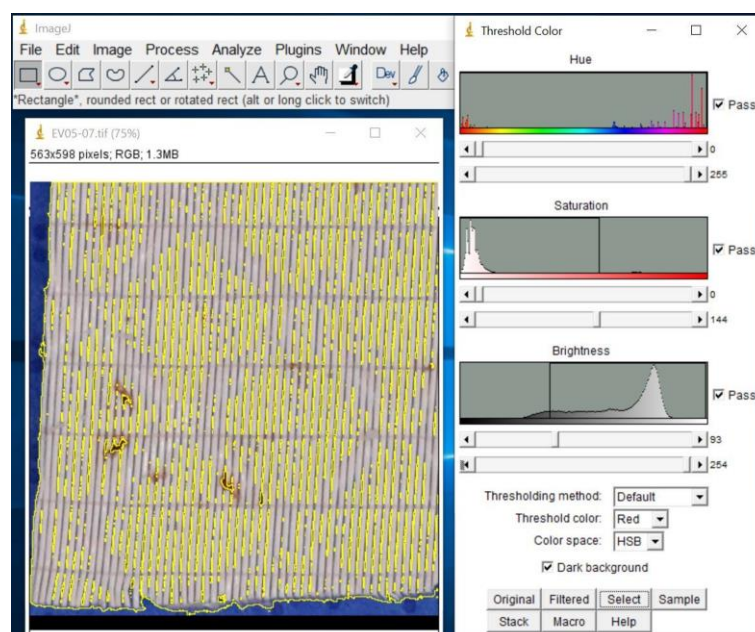 ImageJ
File Edit Image Process Analyze Plugins Window Help
Dev
*Rectangle*, rounded rect or rotated rect (alt or long click to switch)
EV05-07.tif (75%)
563x598 pixels; RGB; 1.3MB
Threshold Color
Hue
Pass
0
255
Saturation
Pass
0
144
Brightness
Pass
93
254
Thresholding method: Default
Threshold color: Red
Color space: HSB
Dark background
Original Filtered Select Sample
Stack Macro Help